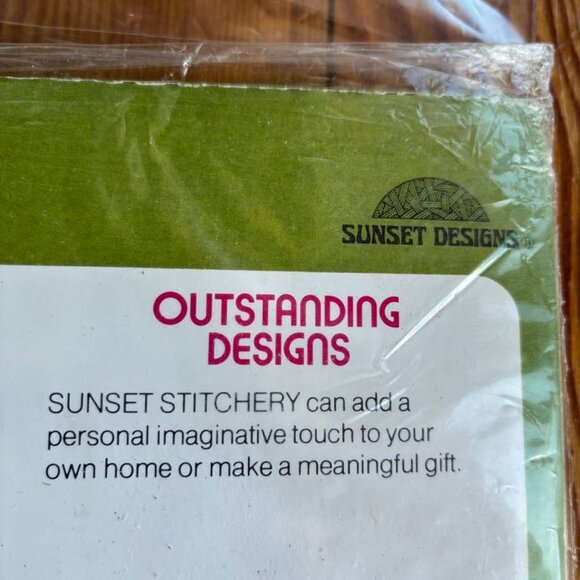 SUNSET DESIGNS®
OUTSTANDING
DESIGNS
SUNSET STITCHERY can add a
personal imaginative touch to your
own home or make a meaningful gift.